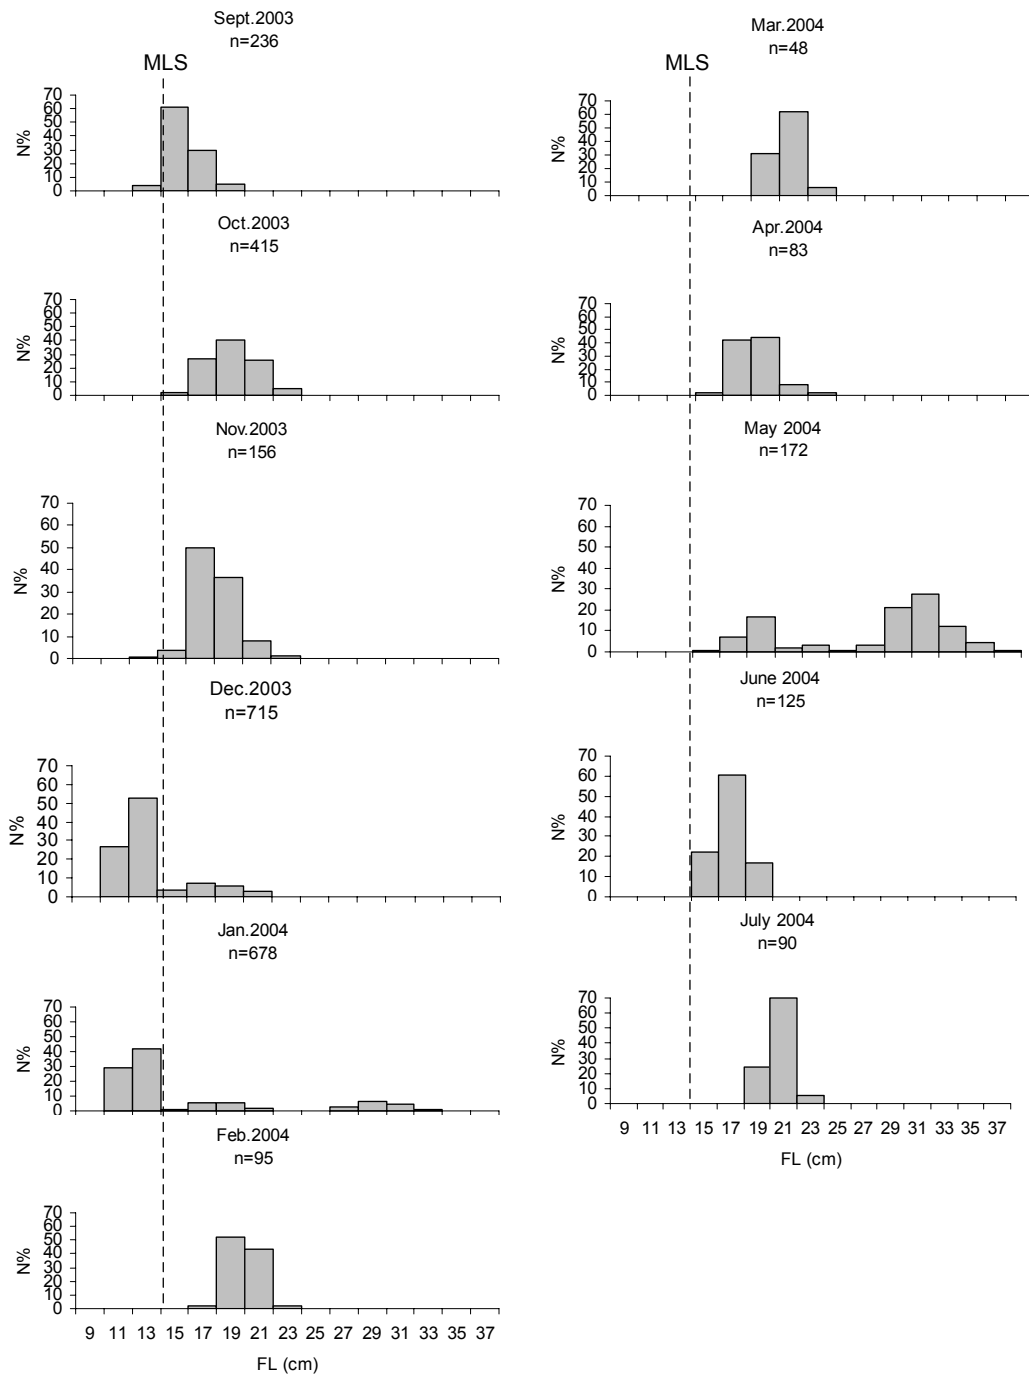 Sept.2003
n=236
MLS
N%
70
60
50
40
30
20
10
0
Oct.2003
n=415
N%
70
60
50
40
30
20
10
0
Nov.2003
n=156
N%
70
60
50
40
30
20
10
0
Dec.2003
n=715
N%
70
60
50
40
30
20
10
0
Jan.2004
n=678
N%
70
60
50
40
30
20
10
0
Feb.2004
n=95
N%
70
60
50
40
30
20
10
0
9 11 13 15 17 19 21 23 25 27 29 31 33 35 37
FL (cm)
Mar.2004
n=48
MLS
N%
70
60
50
40
30
20
10
0
Apr.2004
n=83
N%
70
60
50
40
30
20
10
0
May 2004
n=172
N%
70
60
50
40
30
20
10
0
June 2004
n=125
N%
70
60
50
40
30
20
10
0
July 2004
n=90
N%
70
60
50
40
30
20
10
0
9 11 13 15 17 19 21 23 25 27 29 31 33 35 37
FL (cm)